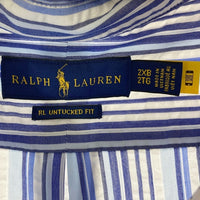 RALPH LAUREN
2XB
2TG
RL UNTUCKED FIT